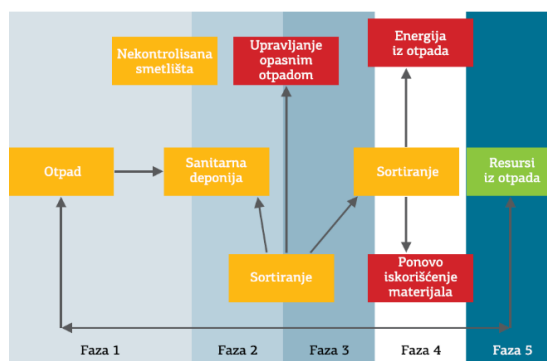 Nekontrolisana
smetlišta
Upravljanje
opasnim
otpadom
Energija
iz otpada
Otpad
Sanitarna
deponija
Sortiranje
Resursi
iz otpada
Sortiranje
Ponovo
iskorišćenje
materijala
Faza 1
Faza 2
Faza 3
Faza 4
Faza 5